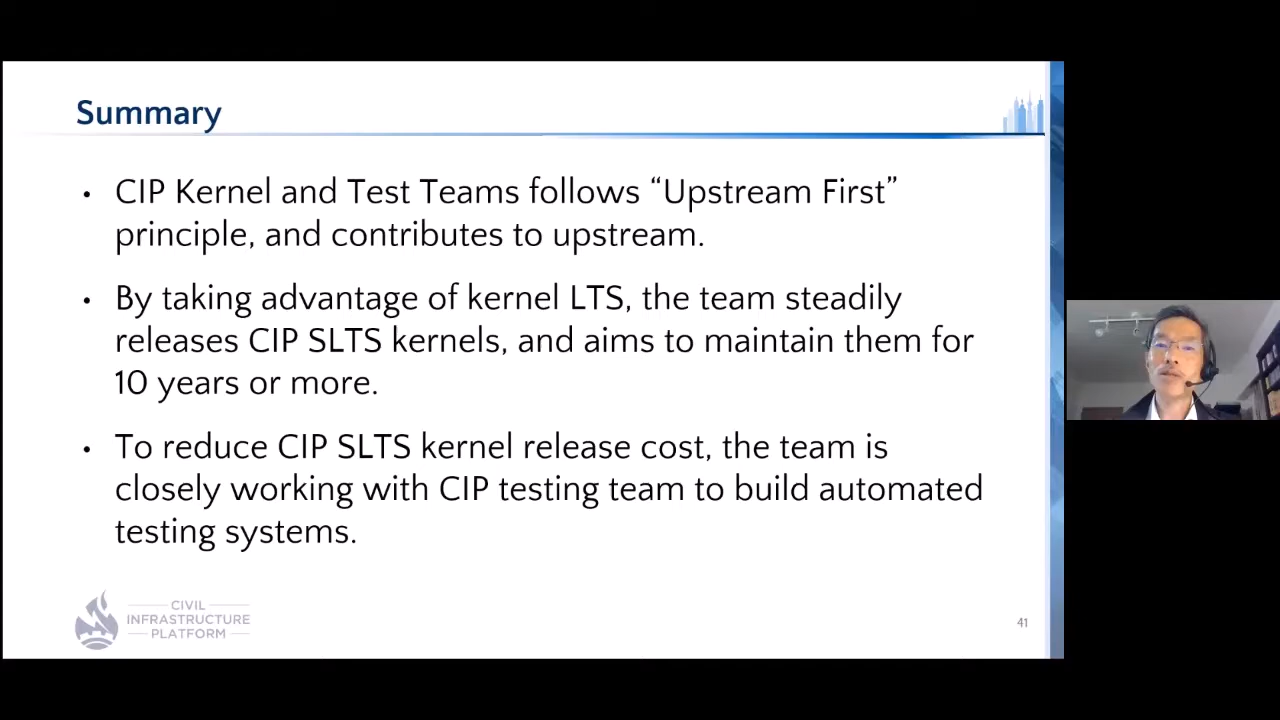 Summary
• CIP Kernel and Test Teams follows “Upstream First”
principle, and contributes to upstream.
• By taking advantage of kernel LTS, the team steadily
releases CIP SLTS kernels, and aims to maintain them for
10 years or more.
• To reduce CIP SLTS kernel release cost, the team is
closely working with CIP testing team to build automated
testing systems.
CIVIL
INFRASTRUCTURE
PLATFORM
41